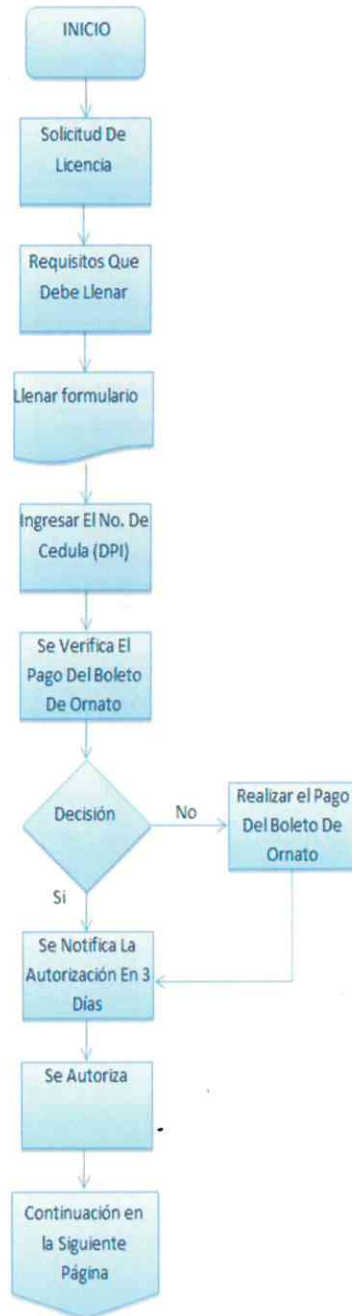 INICIO
Solicitud De
Licencia
Requisitos Que
Debe Llenar
Llenar formulario
Ingresar El No. De
Cedula (DPI)
Se Verifica El
Pago Del Boleto
De Ornato
Decisión
No
Realizar el Pago
Del Boleto De
Ornato
Si
Se Notifica La
Autorización En 3
Días
Se Autoriza
Continuación en
la Siguiente
Página